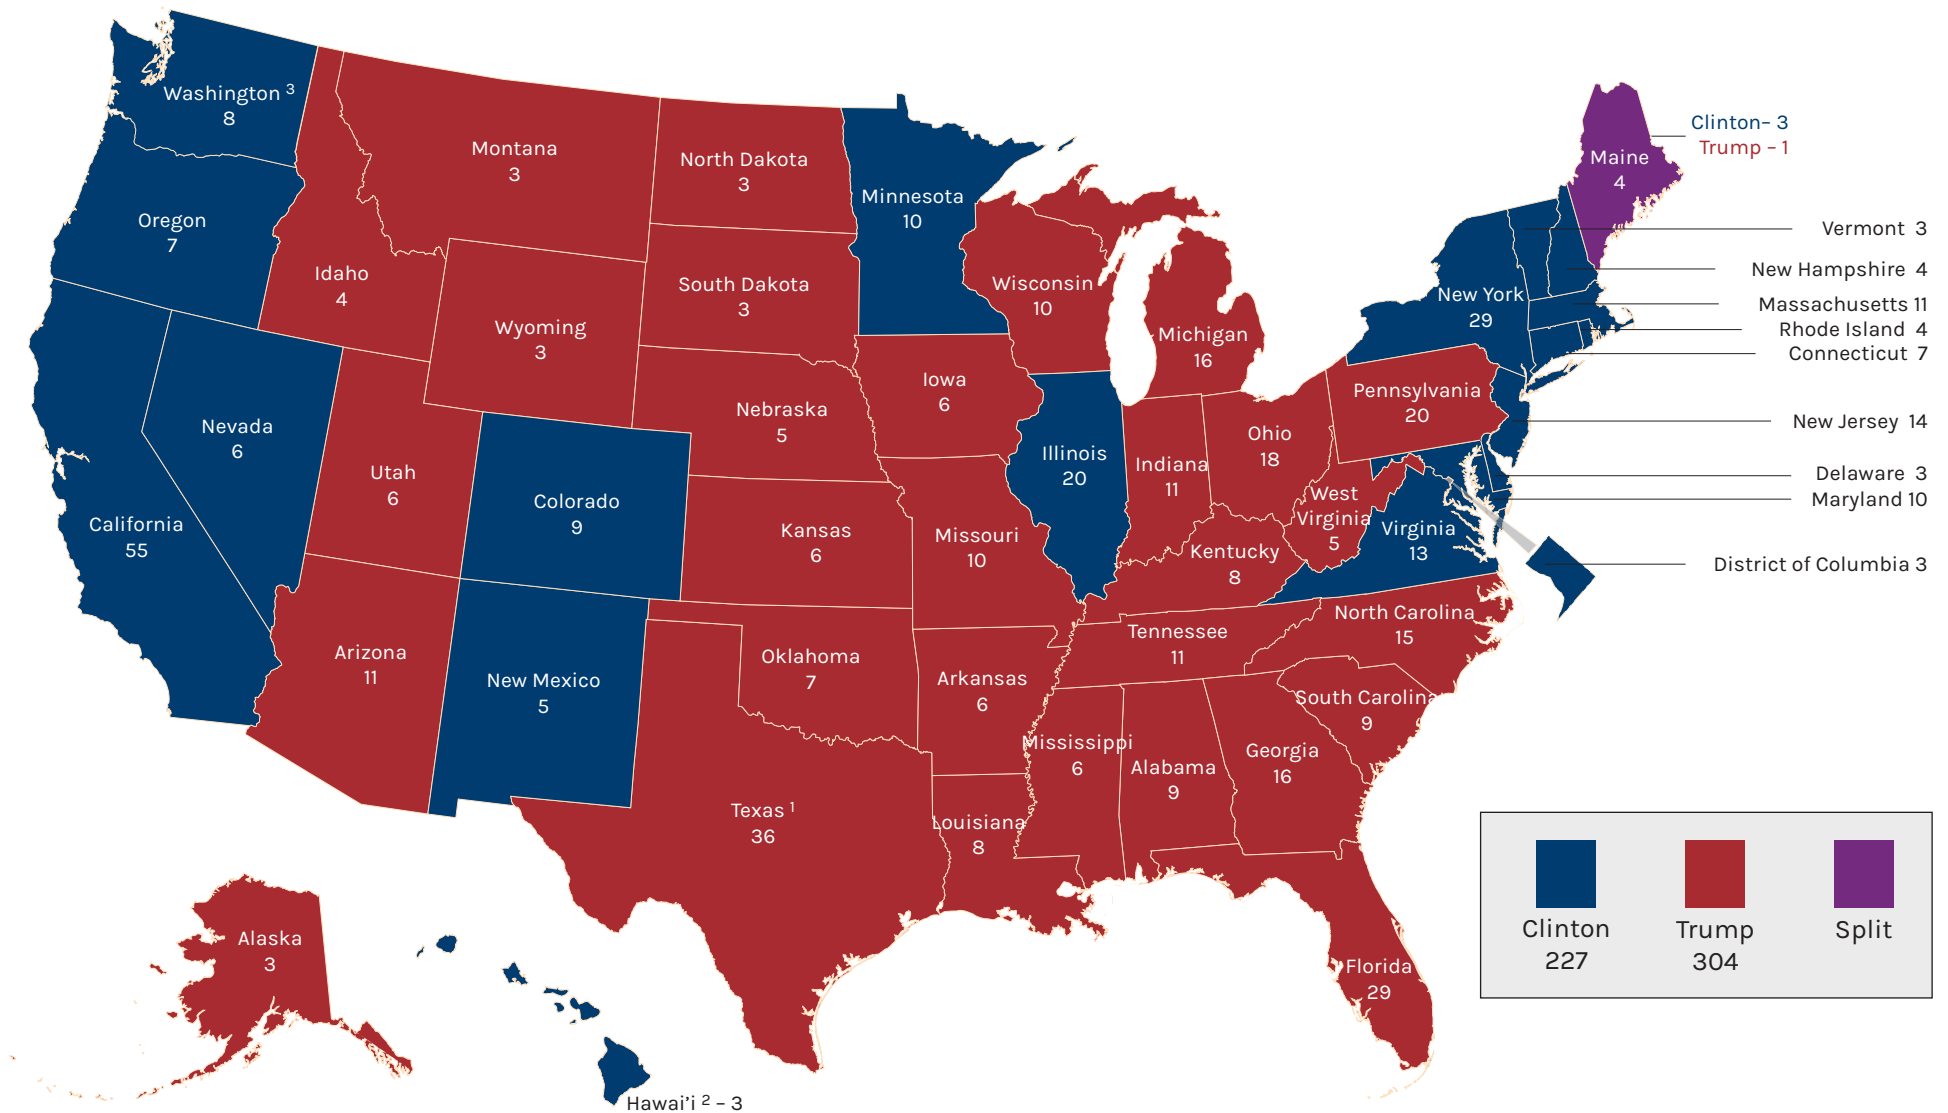 Washington 3
8
Oregon
7
California
55
Nevada
6
Idaho
4
Montana
3
Wyoming
3
Utah
6
Arizona
11
Colorado
9
New Mexico
5
North Dakota
3
South Dakota
3
Nebraska
5
Kansas
6
Oklahoma
7
Texas 1
36
Minnesota
10
Iowa
6
Missouri
10
Arkansas
6
Louisiana
8
Wisconsin
10
Illinois
20
Michigan
16
Indiana
11
Ohio
18
Kentucky
8
Tennessee
11
Mississippi
6
Alabama
9
Georgia
16
Florida
29
South Carolina
9
North Carolina
15
Virginia
13
West
Virginia
5
Pennsylvania
20
New York
29
Maine
4
Clinton– 3
Trump – 1
Vermont 3
New Hampshire 4
Massachusetts 11
Rhode Island 4
Connecticut 7
New Jersey 14
Delaware 3
Maryland 10
District of Columbia 3
Alaska
3
Hawai'i 2 – 3
Clinton
227
Trump
304
Split